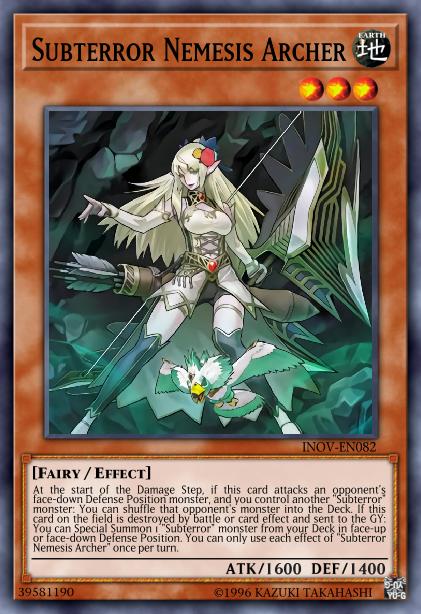 SUBTERROR NEMESIS ARCHER
EARTH
地
INOV-EN082
[FAIRY / EFFECT]
At the start of the Damage Step, if this card attacks an opponent's
face-down Defense Position monster, and you control another "Subterror"
monster: You can shuffle that opponent's monster into the Deck. If this
card on the field is destroyed by battle or card effect and sent to the GY:
You can Special Summon 1 "Subterror" monster from your Deck in face-up
or face-down Defense Position. You can only use each effect of "Subterror
Nemesis Archer" once per turn.
ATK/1600 DEF/1400
39581190
©1996 KAZUKI TAKAHASHI